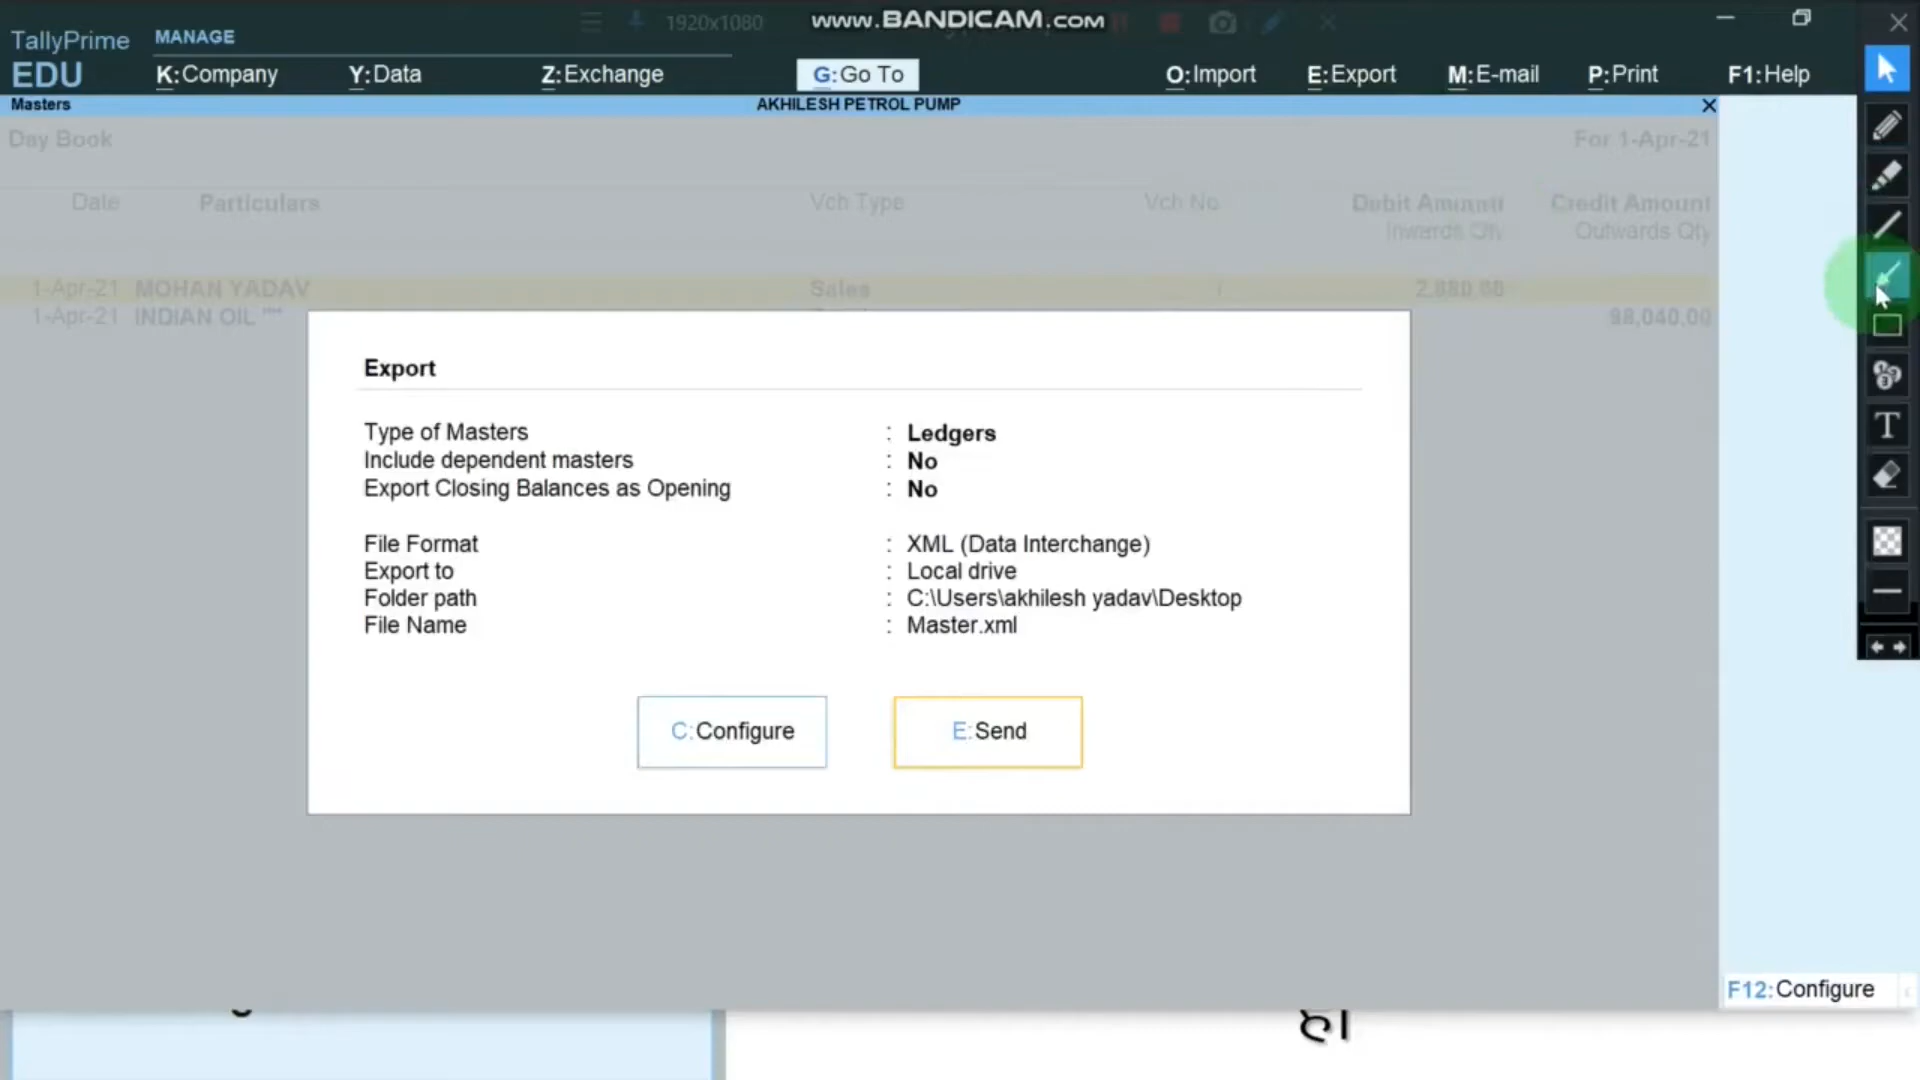 1920x1080
www.BANDICAM.com
TallyPrime
MANAGE
EDU
K:Company
Y:Data
Z:Exchange
G:Go To
O:Import
E:Export
M:E-mail
P:Print
F1:Help
Masters
AKHILESH PETROL PUMP
Day Book
For 1-Apr-21
Date
Particulars
Vch Type
Vch No
Debit Amount
Credit Amount
Inwards Qty
Outwards Qty
1-Apr-21 MOHAN YADAV Sales 2,880.00
1-Apr-21 INDIAN OIL 98,040.00
Export
Type of Masters : Ledgers
Include dependent masters : No
Export Closing Balances as Opening : No
File Format : XML (Data Interchange)
Export to : Local drive
Folder path : C:\Users\akhilesh yadav\Desktop
File Name : Master.xml
C:Configure
E:Send
F12:Configure
T